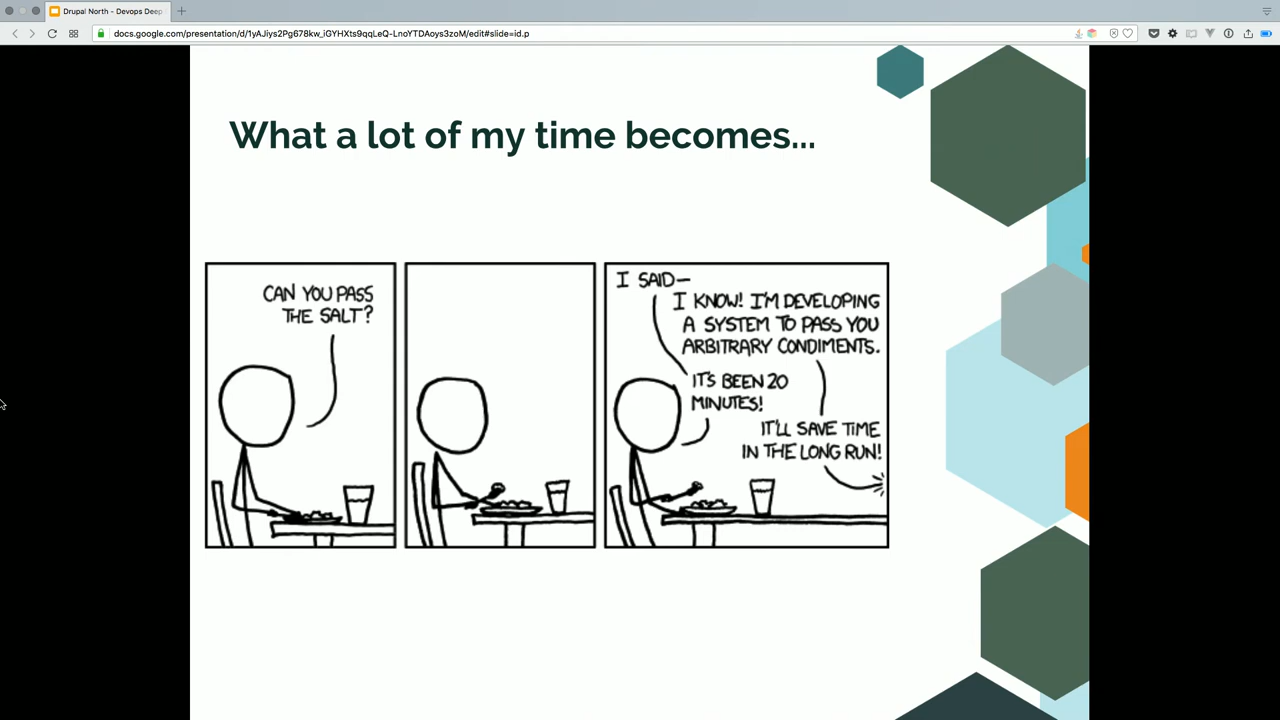 Drupal North - Devops Deep
docs.google.com/presentation/d/1yAJiys2Pg678kw_iGYHXts9qqLeQ-LnoYTDAoys3zoM/edit#slide=id.p
What a lot of my time becomes...
CAN YOU PASS
THE SALT?
I SAID—
I KNOW! I'M DEVELOPING
A SYSTEM TO PASS YOU
ARBITRARY CONDIMENTS.
IT'S BEEN 20
MINUTES!
IT'LL SAVE TIME
IN THE LONG RUN!